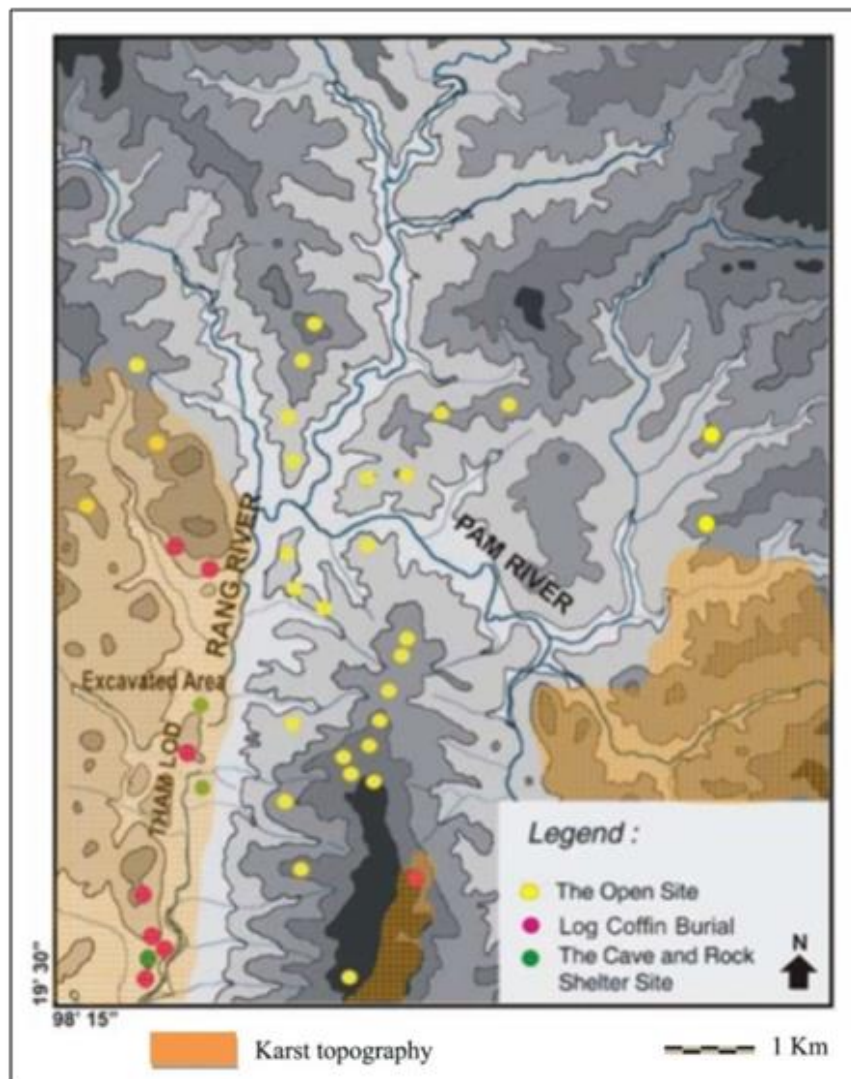 RANG RIVER
PAM RIVER
Excavated Area
THAM LOD
Legend :
The Open Site
Log Coffin Burial
The Cave and Rock
Shelter Site
N
19' 30"
98' 15"
Karst topography
1 Km